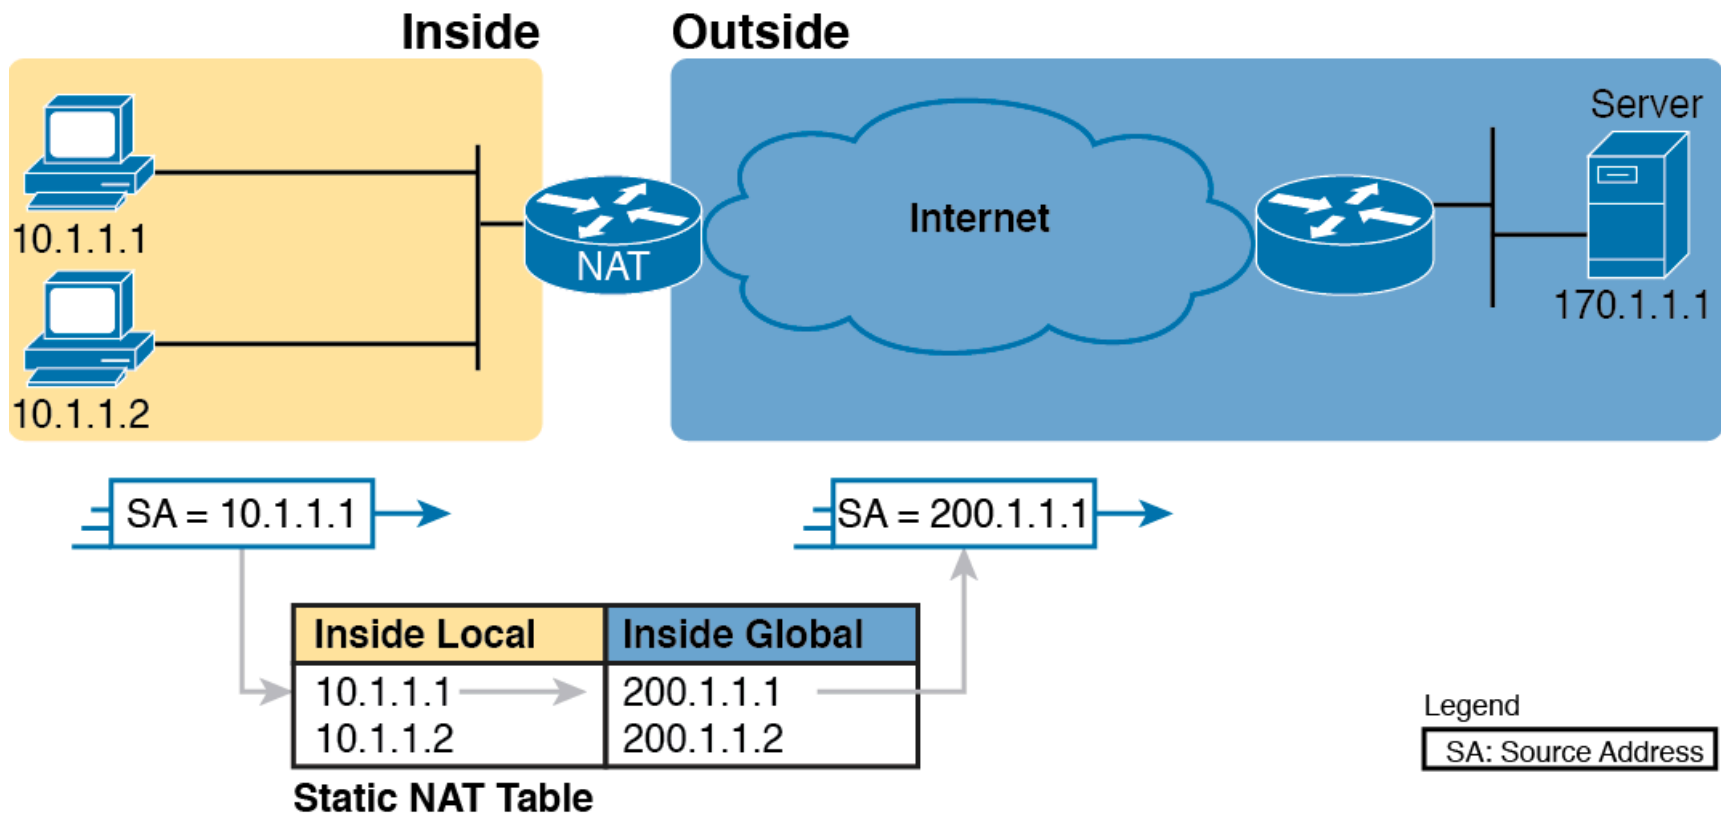 Inside
Outside
Server
10.1.1.1
NAT
Internet
170.1.1.1
10.1.1.2
SA = 10.1.1.1
SA = 200.1.1.1
Inside Local
Inside Global
10.1.1.1
200.1.1.1
10.1.1.2
200.1.1.2
Static NAT Table
Legend
SA: Source Address